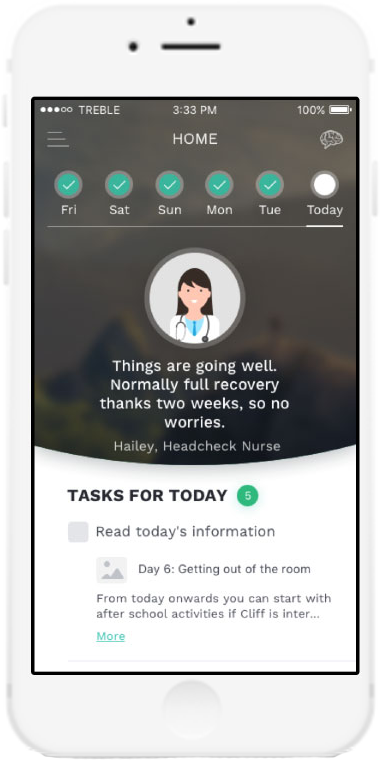 TREBLE 3:33 PM 100%
HOME
Fri Sat Sun Mon Tue Today
Things are going well.
Normally full recovery
thanks two weeks, so no
worries.
Hailey, Headcheck Nurse
TASKS FOR TODAY 5
Read today's information
Day 6: Getting out of the room
From today onwards you can start with
after school activities if Cliff is inter...
More